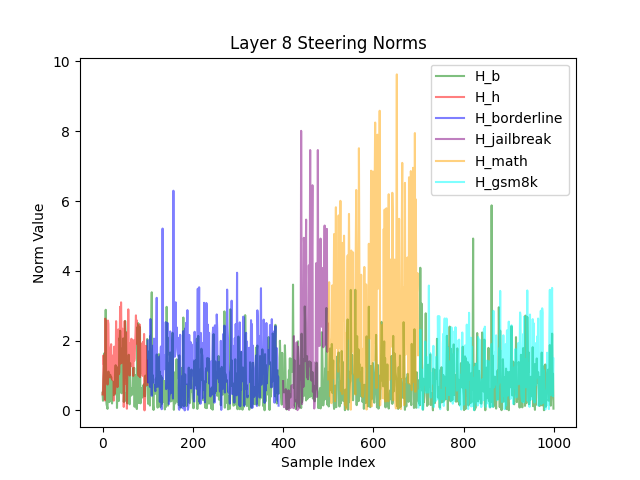 Layer 8 Steering Norms
Norm Value
10
8
6
4
2
0
H_b
H_h
H_borderline
H_jailbreak
H_math
H_gsm8k
0 200 400 600 800 1000
Sample Index